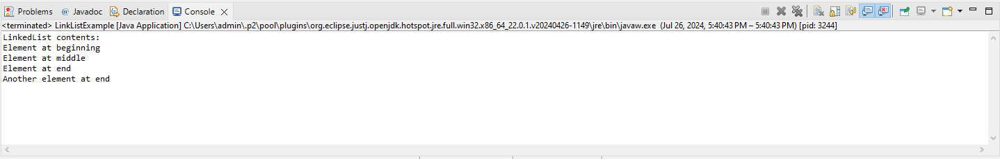 Problems @ Javadoc Declaration Console
<terminated> LinkListExample [Java Application] C:\Users\admin\.p2\pool\plugins\org.eclipse.justj.openjdk.hotspot.jre.full.win32.x86_64_22.0.1.v20240426-1149\jre\bin\javaw.exe (Jul 26, 2024, 5:40:43 PM – 5:40:43 PM) [pid: 3244]
LinkedList contents:
Element at beginning
Element at middle
Element at end
Another element at end